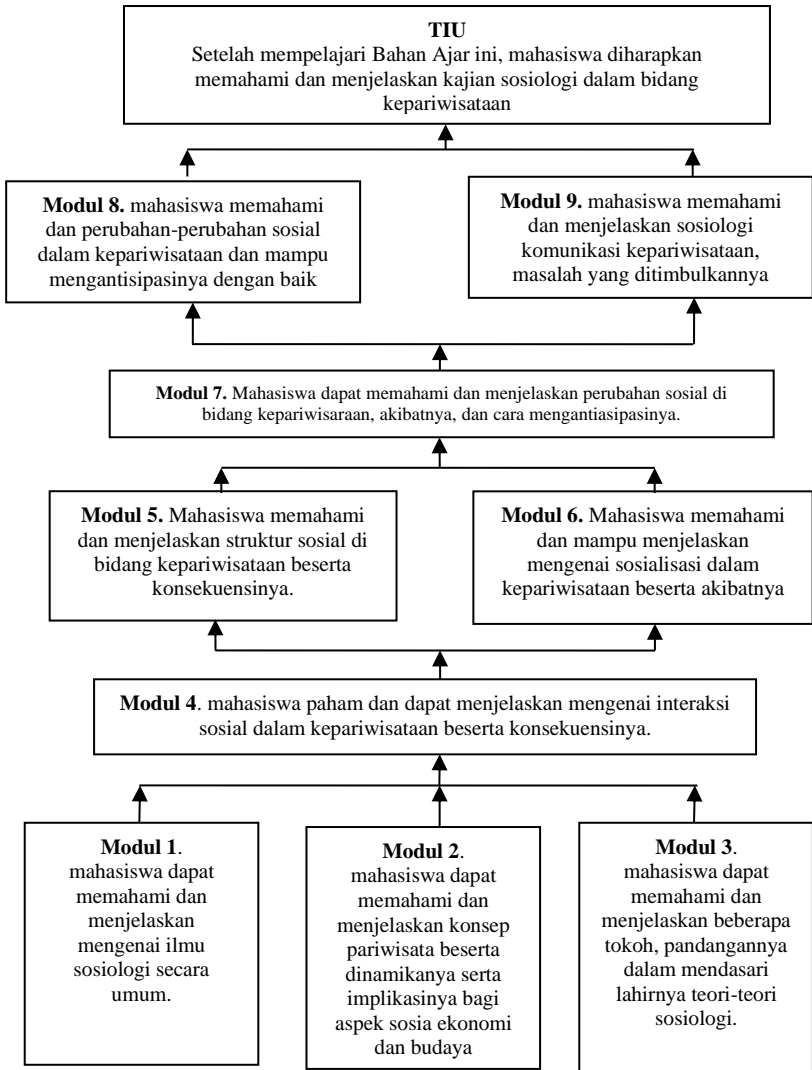 TIU
Setelah mempelajari Bahan Ajar ini, mahasiswa diharapkan
memahami dan menjelaskan kajian sosiologi dalam bidang
kepariwisataan
Modul 8. mahasiswa memahami
dan perubahan-perubahan sosial
dalam kepariwisataan dan mampu
mengantisipasinya dengan baik
Modul 9. mahasiswa memahami
dan menjelaskan sosiologi
komunikasi kepariwisataan,
masalah yang ditimbulkannya
Modul 7. Mahasiswa dapat memahami dan menjelaskan perubahan sosial di
bidang kepariwisaraan, akibatnya, dan cara mengantiasipasinya.
Modul 5. Mahasiswa memahami
dan menjelaskan struktur sosial di
bidang kepariwisataan beserta
konsekuensinya.
Modul 6. Mahasiswa memahami
dan mampu menjelaskan
mengenai sosialisasi dalam
kepariwisataan beserta akibatnya
Modul 4. mahasiswa paham dan dapat menjelaskan mengenai interaksi
sosial dalam kepariwisataan beserta konsekuensinya.
Modul 1.
mahasiswa dapat
memahami dan
menjelaskan
mengenai ilmu
sosiologi secara
umum.
Modul 2.
mahasiswa dapat
memahami dan
menjelaskan konsep
pariwisata beserta
dinamikanya serta
implikasinya bagi
aspek sosia ekonomi
dan budaya
Modul 3.
mahasiswa dapat
memahami dan
menjelaskan beberapa
tokoh, pandangannya
dalam mendasari
lahirnya teori-teori
sosiologi.